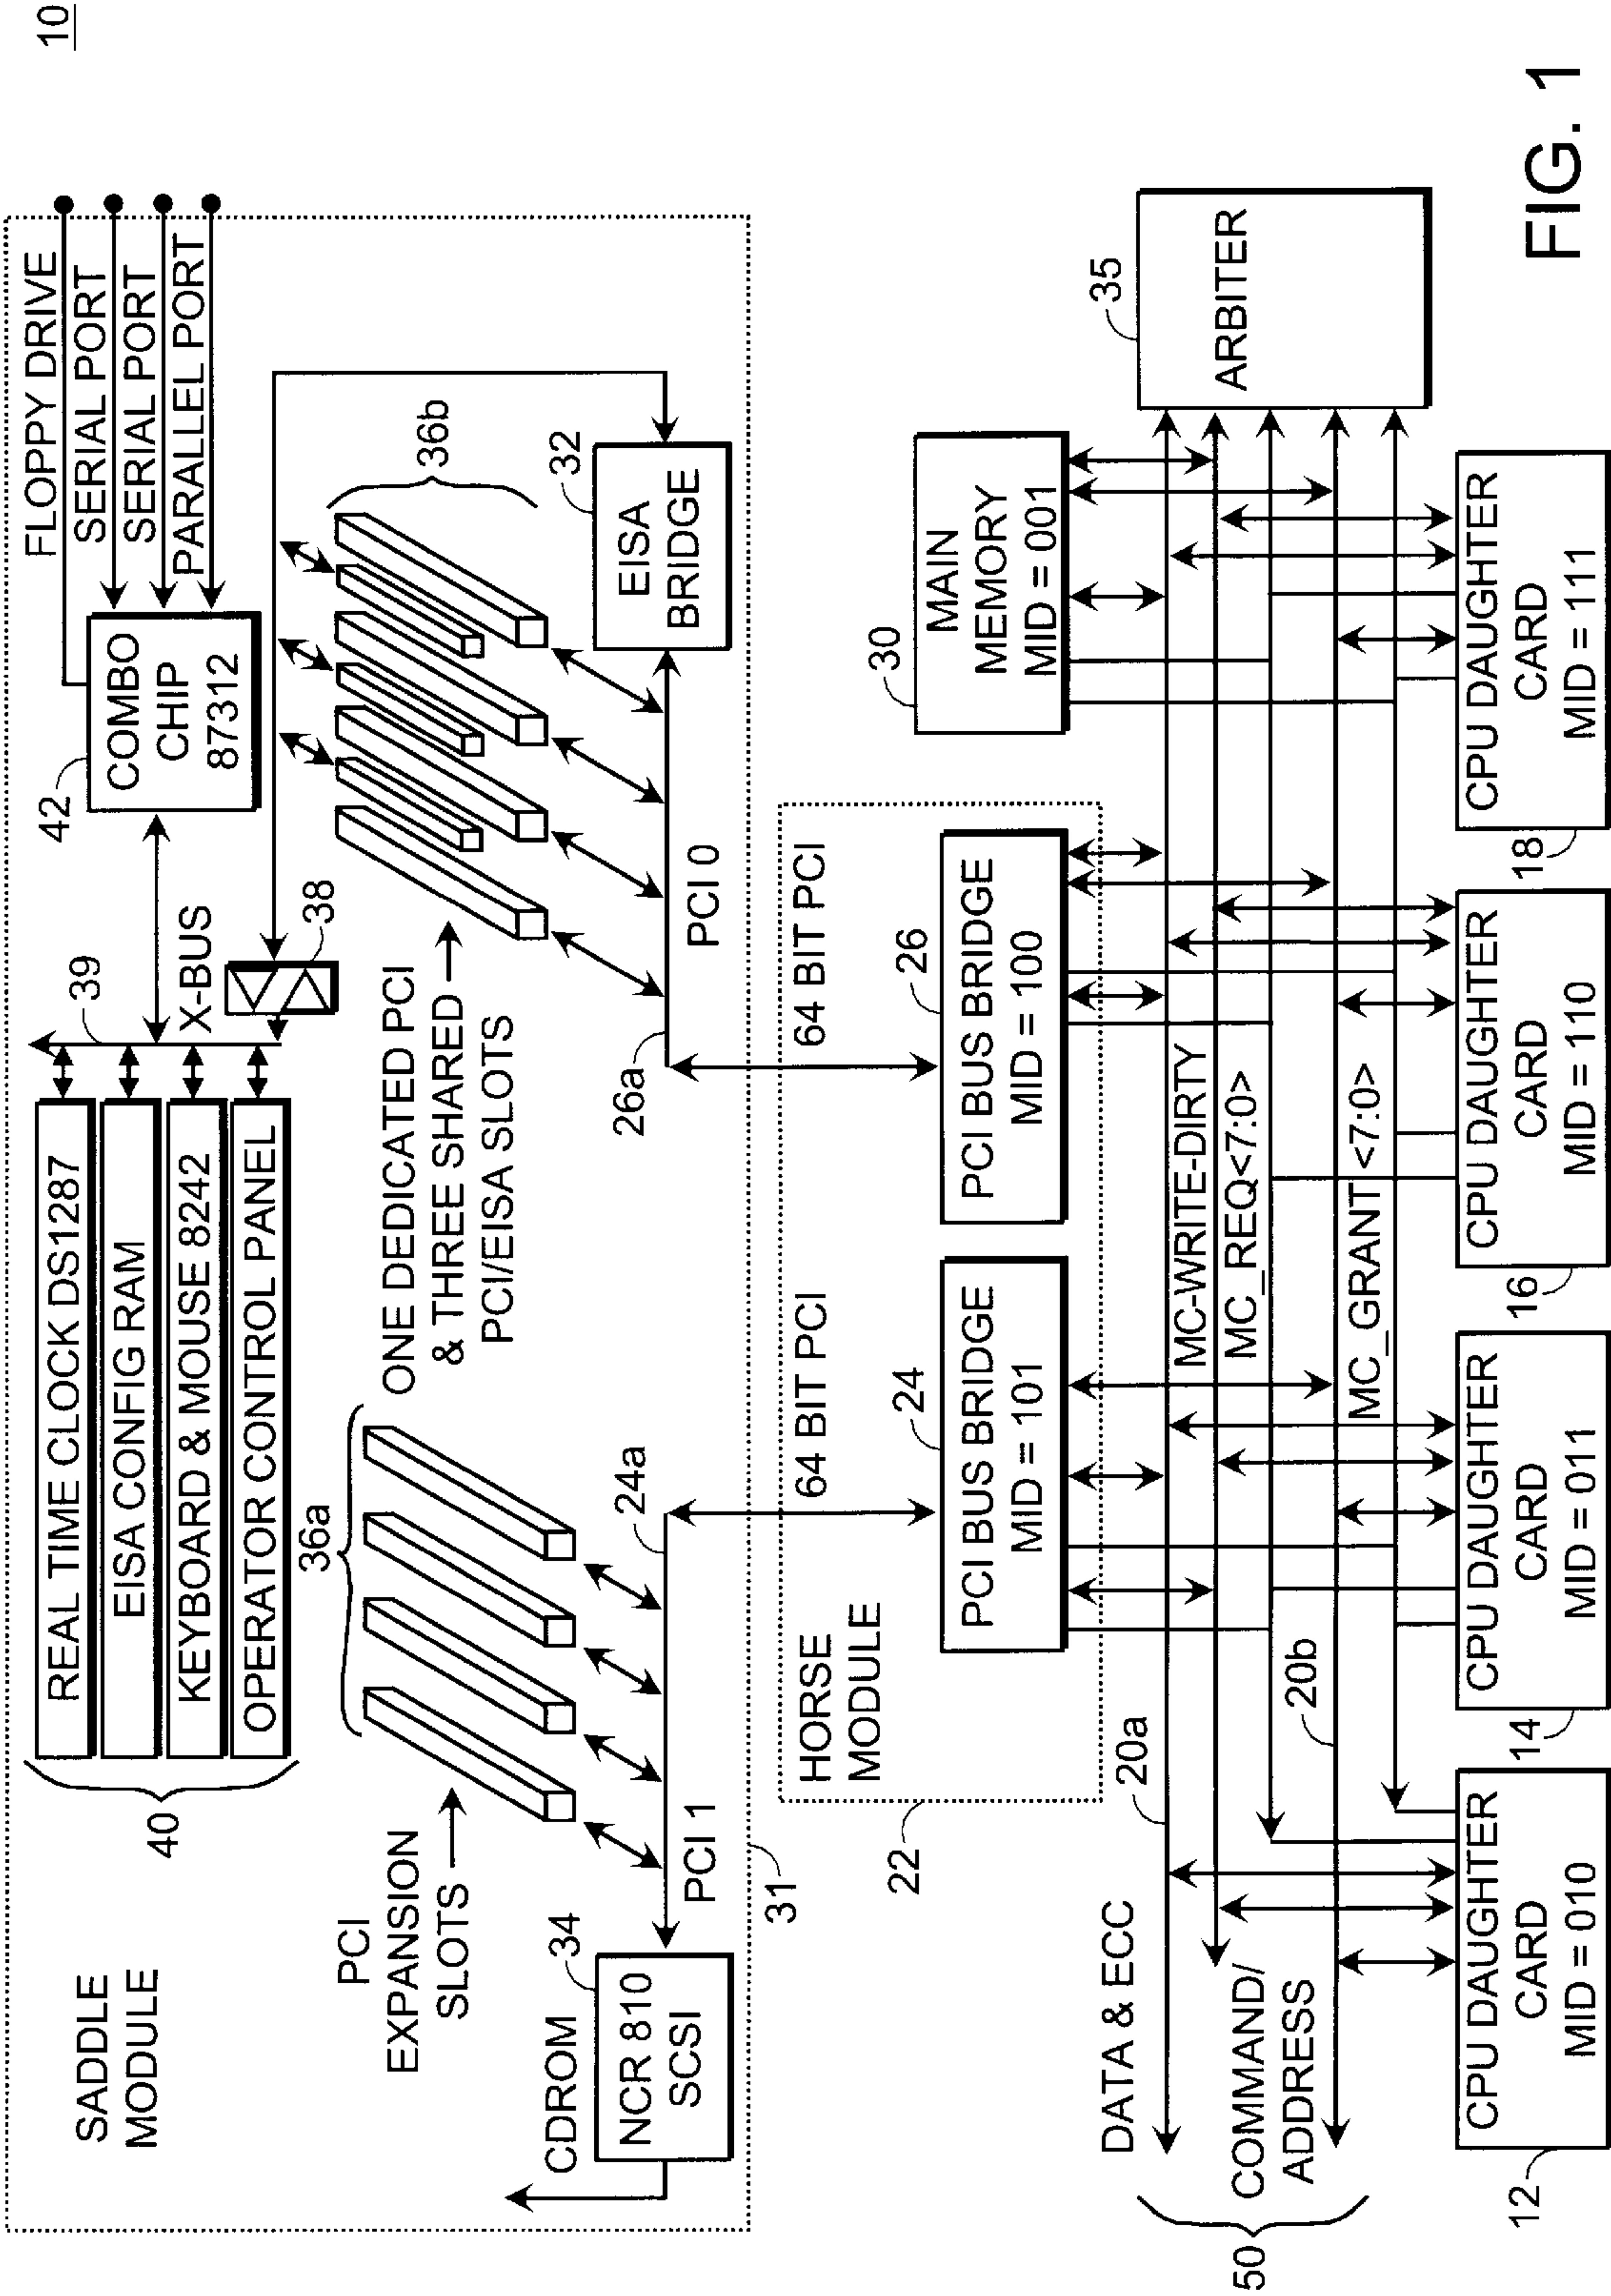 10
SADDLE
MODULE
40
REAL TIME CLOCK DS1287
EISA CONFIG RAM
KEYBOARD & MOUSE 8242
OPERATOR CONTROL PANEL
39
X-BUS
38
42
COMBO
CHIP
87312
FLOPPY DRIVE
SERIAL PORT
SERIAL PORT
PARALLEL PORT
PCI
EXPANSION
SLOTS
36a
ONE DEDICATED PCI
& THREE SHARED
PCI/EISA SLOTS
36b
CDROM
34
NCR 810
SCSI
PCI 1
24a
26a
PCI 0
32
EISA
BRIDGE
31
64 BIT PCI
64 BIT PCI
HORSE
MODULE
22
24
PCI BUS BRIDGE
MID = 101
26
PCI BUS BRIDGE
MID = 100
30
MAIN
MEMORY
MID = 001
35
ARBITER
DATA & ECC
20a
MC-WRITE-DIRTY
MC_REQ<7:0>
COMMAND/
ADDRESS
20b
MC_GRANT <7:0>
50
12
CPU DAUGHTER
CARD
MID = 010
14
CPU DAUGHTER
CARD
MID = 011
16
CPU DAUGHTER
CARD
MID = 110
18
CPU DAUGHTER
CARD
MID = 111
FIG. 1